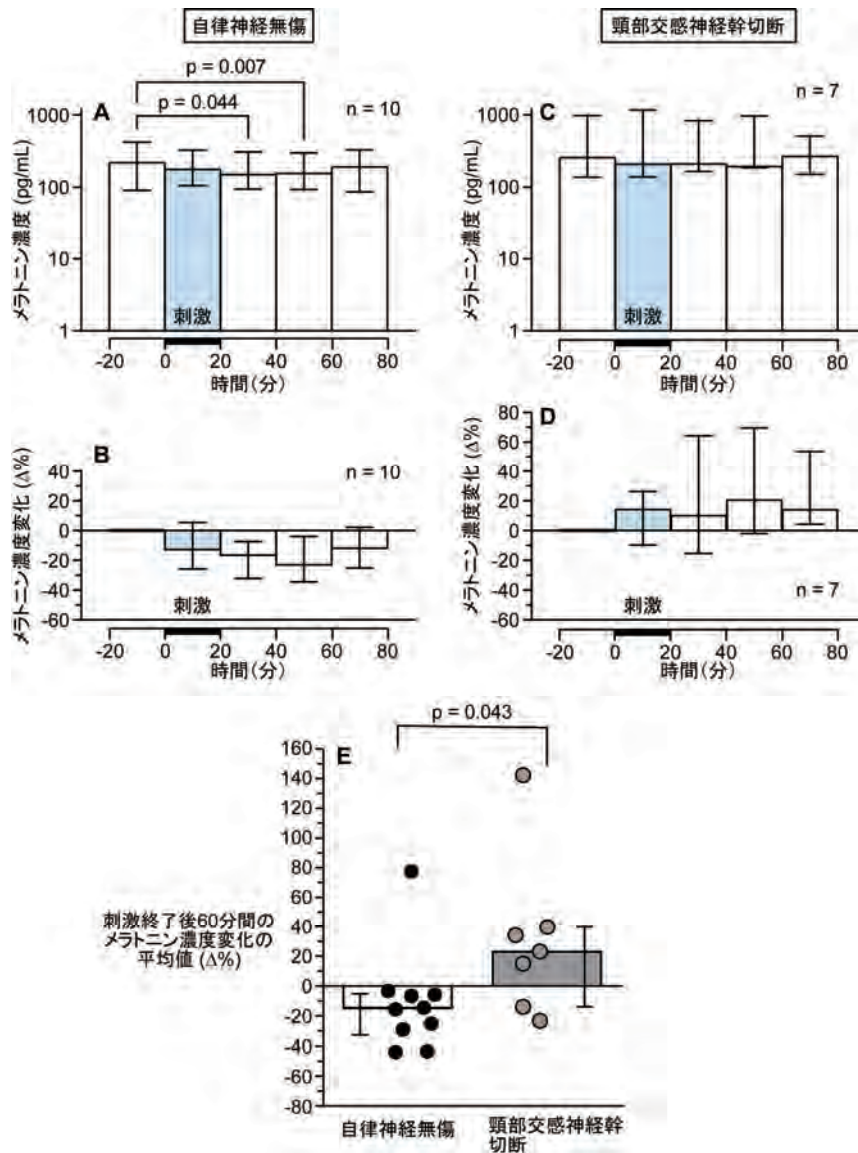 自律神経無傷
頸部交感神経幹切断
A
p = 0.007
p = 0.044
n = 10
メラトニン濃度 (pg/mL)
1000
100
10
1
刺激
-20 0 20 40 60 80
時間(分)
C
n = 7
メラトニン濃度 (pg/mL)
1000
100
10
1
刺激
-20 0 20 40 60 80
時間(分)
B
n = 10
メラトニン濃度変化 (Δ%)
40
20
0
-20
-40
-60
刺激
-20 0 20 40 60 80
時間(分)
D
メラトニン濃度変化 (Δ%)
80
60
40
20
0
-20
-40
-60
n = 7
刺激
-20 0 20 40 60 80
時間(分)
p = 0.043
E
160
140
120
100
80
60
40
20
0
-20
-40
-60
-80
刺激終了後60分間の
メラトニン濃度変化の
平均値 (Δ%)
自律神経無傷
頸部交感神経幹
切断